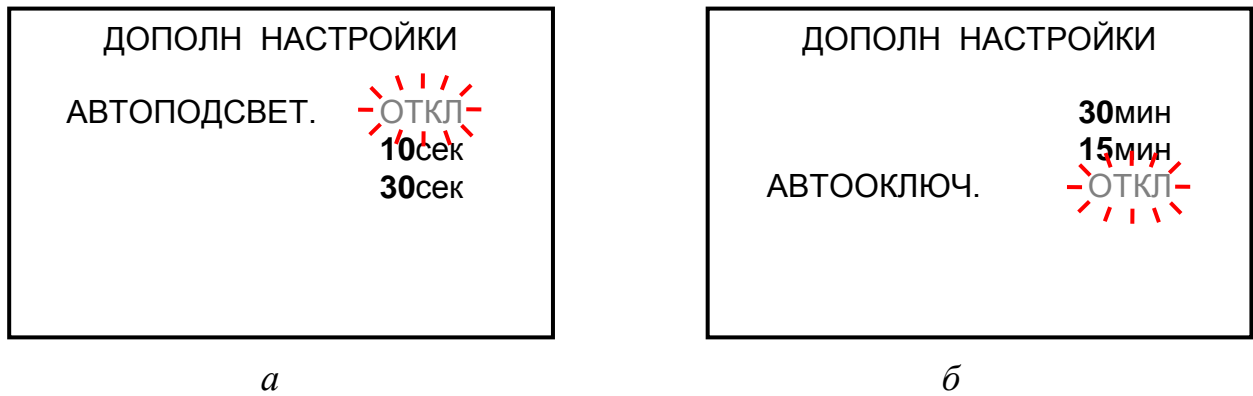 ДОПОЛН НАСТРОЙКИ
АВТОПОДСВЕТ. ОТКЛ
10сек
30сек
а
ДОПОЛН НАСТРОЙКИ
30мин
15мин
АВТООКЛЮЧ. ОТКЛ
б